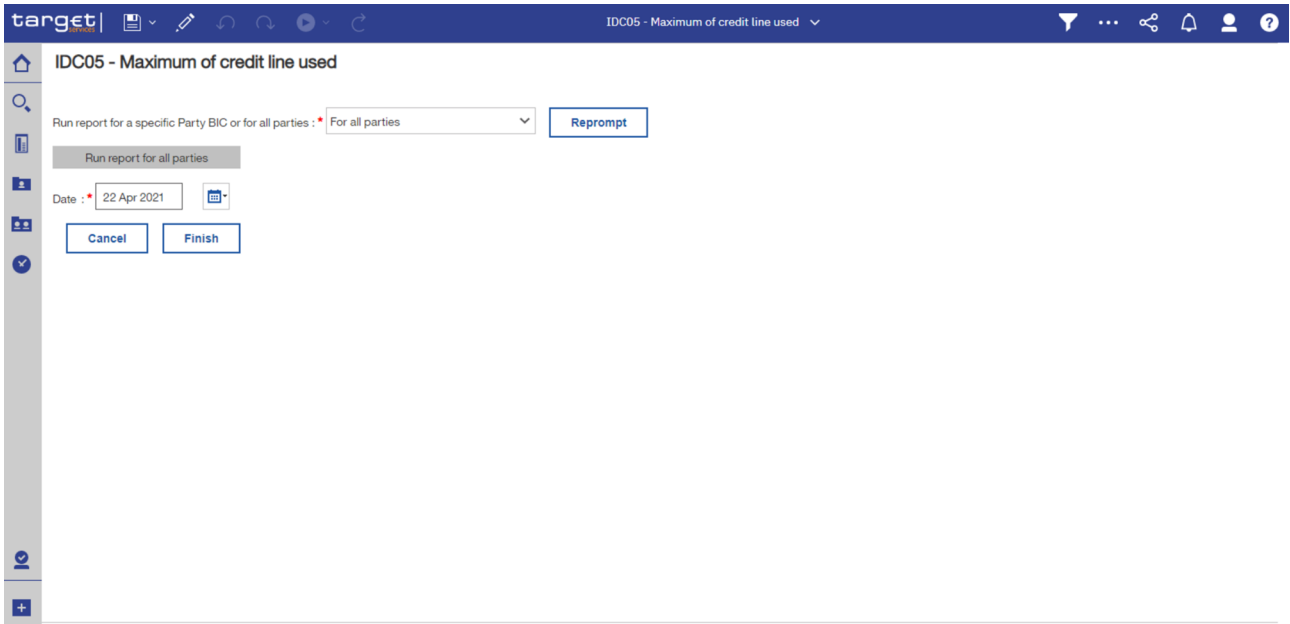 target|
services
IDC05 - Maximum of credit line used
IDC05 - Maximum of credit line used
Run report for a specific Party BIC or for all parties : * For all parties
Reprompt
Run report for all parties
Date : * 22 Apr 2021
Cancel Finish